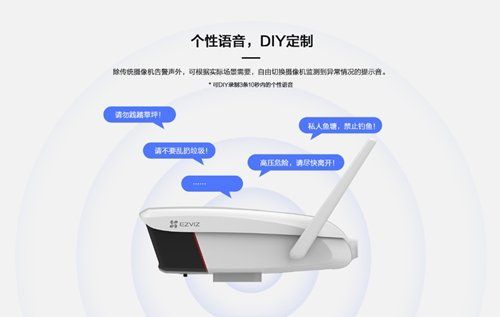 个性语音，DIY定制
除传统摄像机告警声外，可根据实际场景需要，自由切换摄像机监测到异常情况的提示音。
* 可DIY录制3条10秒内的个性语音
请勿践越草坪！
私人鱼塘，禁止钓鱼！
请不要乱扔垃圾！
高压危险，请尽快离开！
……
EZVIZ